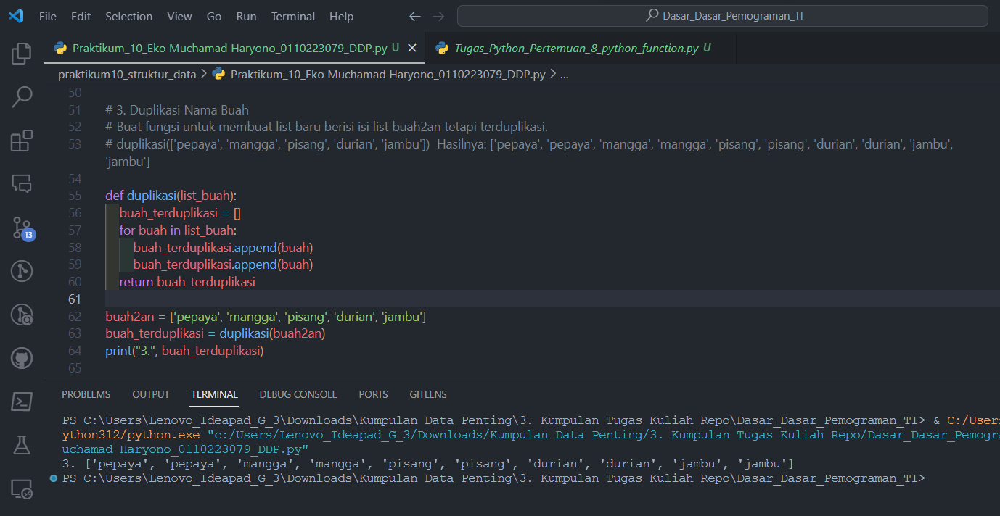 File Edit Selection View Go Run Terminal Help
Dasar_Dasar_Pemograman_TI
Praktikum_10_Eko Muchamad Haryono_0110223079_DDP.py U
Tugas_Python_Pertemuan_8_python_function.py U
praktikum10_struktur_data > Praktikum_10_Eko Muchamad Haryono_0110223079_DDP.py > ...
50
51 # 3. Duplikasi Nama Buah
52 # Buat fungsi untuk membuat list baru berisi isi list buah2an tetapi terduplikasi.
53 # duplikasi(['pepaya', 'mangga', 'pisang', 'durian', 'jambu']) Hasilnya: ['pepaya', 'pepaya', 'mangga', 'mangga', 'pisang', 'pisang', 'durian', 'durian', 'jambu',
'jambu']
54
55 def duplikasi(list_buah):
56 buah_terduplikasi = []
57 for buah in list_buah:
58 buah_terduplikasi.append(buah)
59 buah_terduplikasi.append(buah)
60 return buah_terduplikasi
61
62 buah2an = ['pepaya', 'mangga', 'pisang', 'durian', 'jambu']
63 buah_terduplikasi = duplikasi(buah2an)
64 print("3.", buah_terduplikasi)
65
13
PROBLEMS OUTPUT TERMINAL DEBUG CONSOLE PORTS GITLENS
PS C:\Users\Lenovo_Ideapad_G_3\Downloads\Kumpulan Data Penting\3. Kumpulan Tugas Kuliah Repo\Dasar_Dasar_Pemograman_TI> & C:/Users
ython312/python.exe "c:/Users/Lenovo_Ideapad_G_3/Downloads/Kumpulan Data Penting/3. Kumpulan Tugas Kuliah Repo/Dasar_Dasar_Pemogra
uchamad Haryono_0110223079_DDP.py"
3. ['pepaya', 'pepaya', 'mangga', 'mangga', 'pisang', 'pisang', 'durian', 'durian', 'jambu', 'jambu']
PS C:\Users\Lenovo_Ideapad_G_3\Downloads\Kumpulan Data Penting\3. Kumpulan Tugas Kuliah Repo\Dasar_Dasar_Pemograman_TI>